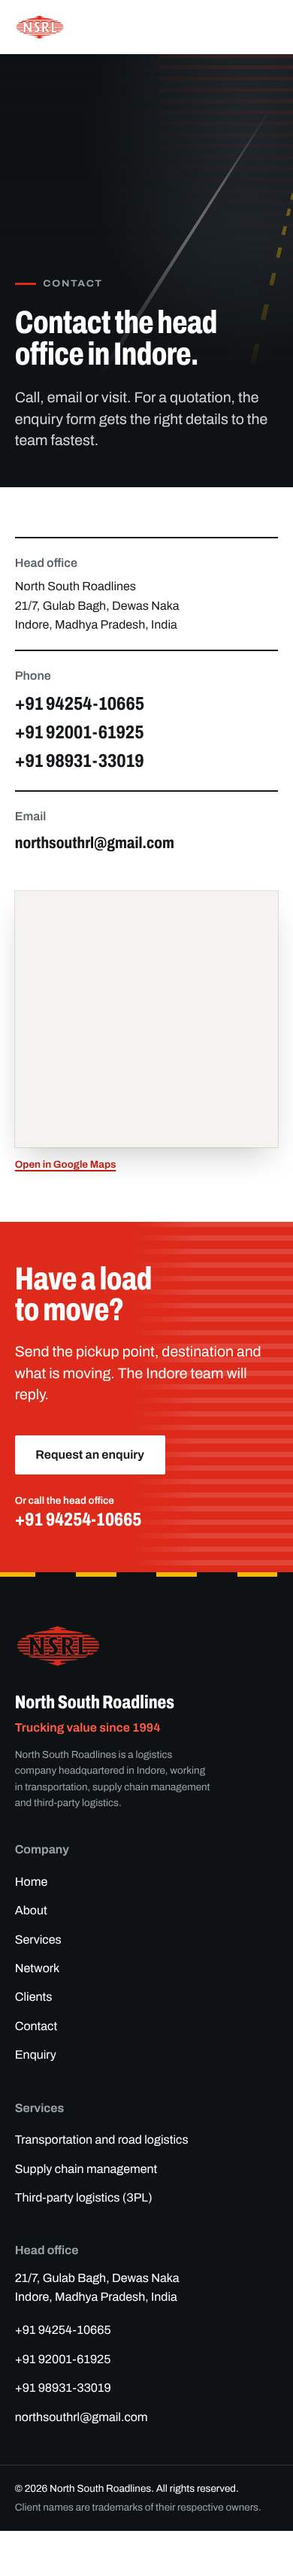 NSRL
CONTACT
Contact the head
office in Indore.
Call, email or visit. For a quotation, the
enquiry form gets the right details to the
team fastest.
Head office
North South Roadlines
21/7, Gulab Bagh, Dewas Naka
Indore, Madhya Pradesh, India
Phone
+91 94254-10665
+91 92001-61925
+91 98931-33019
Email
northsouthrl@gmail.com
Open in Google Maps
Have a load
to move?
Send the pickup point, destination and
what is moving. The Indore team will
reply.
Request an enquiry
Or call the head office
+91 94254-10665
NSRL
North South Roadlines
Trucking value since 1994
North South Roadlines is a logistics
company headquartered in Indore, working
in transportation, supply chain management
and third-party logistics.
Company
Home
About
Services
Network
Clients
Contact
Enquiry
Services
Transportation and road logistics
Supply chain management
Third-party logistics (3PL)
Head office
21/7, Gulab Bagh, Dewas Naka
Indore, Madhya Pradesh, India
+91 94254-10665
+91 92001-61925
+91 98931-33019
northsouthrl@gmail.com
© 2026 North South Roadlines. All rights reserved.
Client names are trademarks of their respective owners.